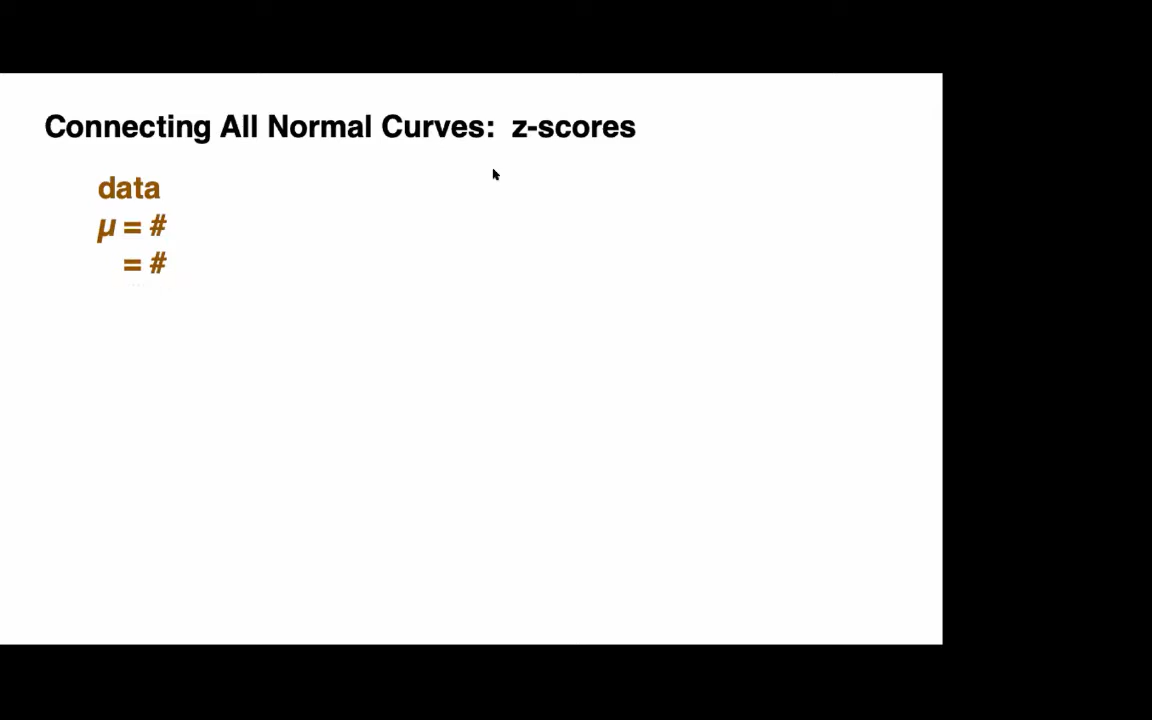 Connecting All Normal Curves: z-scores
data
μ = #
= #